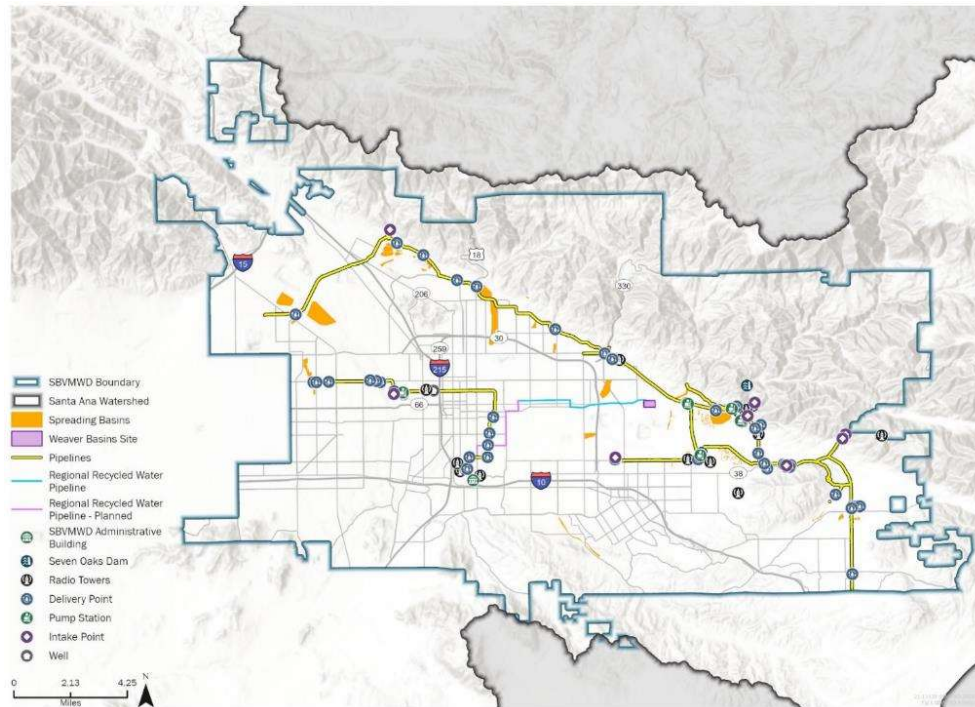 18
15
206
330
30
259
215
66
10
38
SBVMWD Boundary
Santa Ana Watershed
Spreading Basins
Weaver Basins Site
Pipelines
Regional Recycled Water
Pipeline
Regional Recycled Water
Pipeline - Planned
SBVMWD Administrative
Building
Seven Oaks Dam
Radio Towers
Delivery Point
Pump Station
Intake Point
Well
0 2.13 4.25
Miles
N